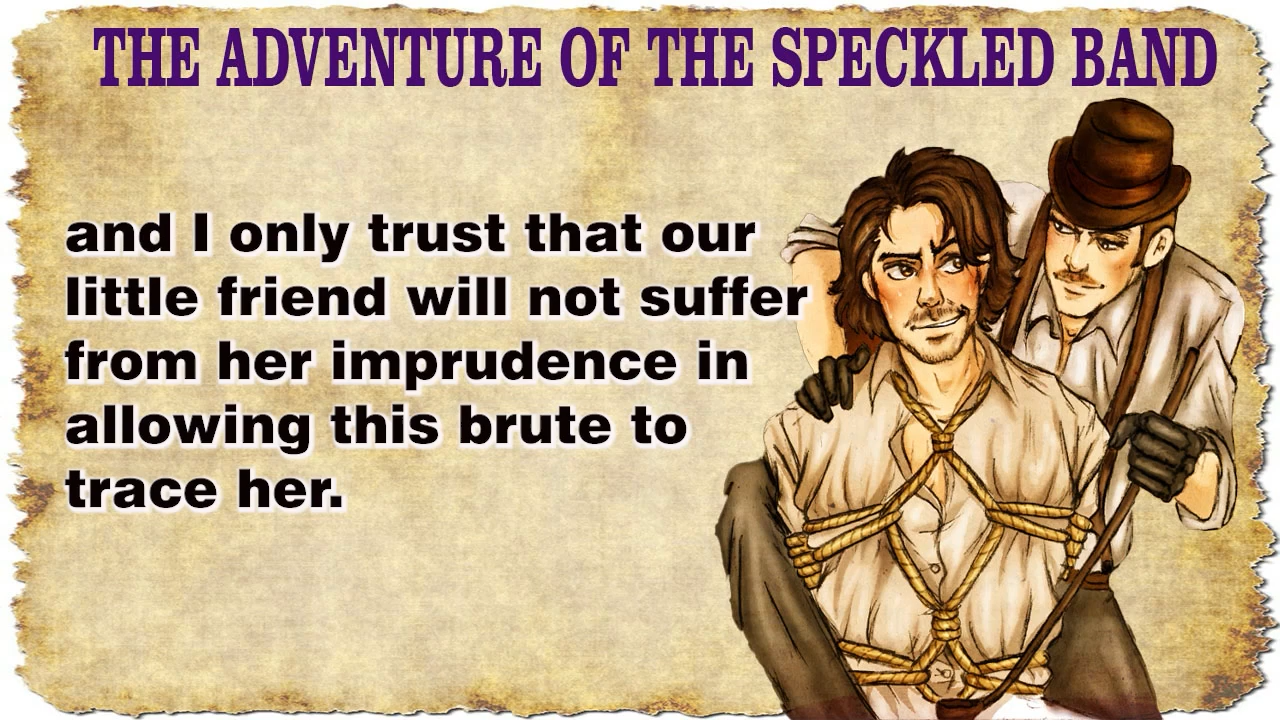 THE ADVENTURE OF THE SPECKLED BAND
and I only trust that our
little friend will not suffer
from her imprudence in
allowing this brute to
trace her.